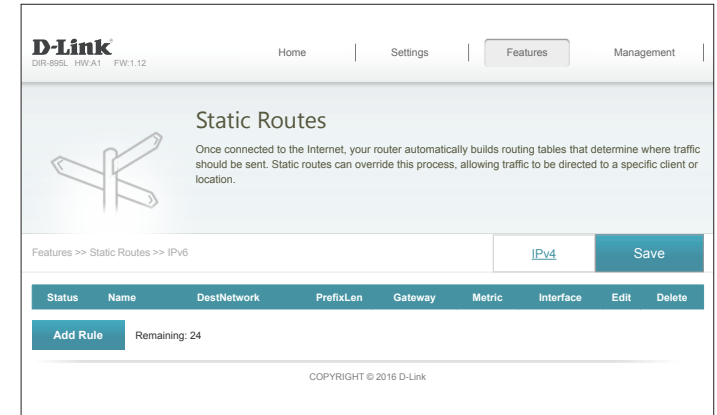 D-Link
DIR-895L HW:A1 FW:1.12
Home
Settings
Features
Management
Static Routes
Once connected to the Internet, your router automatically builds routing tables that determine where traffic
should be sent. Static routes can override this process, allowing traffic to be directed to a specific client or
location.
Features >> Static Routes >> IPv6
IPv4
Save
Status Name DestNetwork PrefixLen Gateway Metric Interface Edit Delete
Add Rule
Remaining: 24
COPYRIGHT © 2016 D-Link